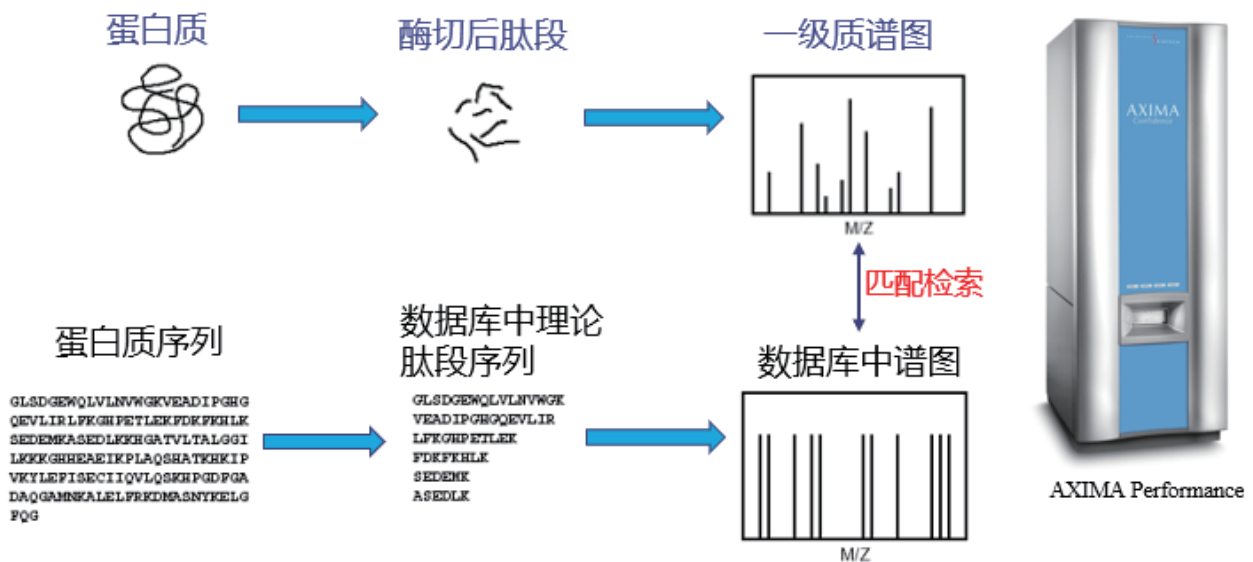 蛋白质
酶切后肽段
一级质谱图
M/Z
匹配检索
AXIMA
Confidence
蛋白质序列
GLSDGEWQLVLNVWGKVEADIPGHG
QEVLIRLFKGHPETLEKFDKFKHLK
SEDEMKASEDLKKHGATVLTALGGI
LKKKGHHEAEIKPLAQSHATKHKIP
VKYLEFISECIIQVLQSKHPGDFGA
DAQGAMNKALELFRKDMASNYKELG
FQG
数据库中理论
肽段序列
GLSDGEWQLVLNVWGK
VEADIPGHGQEVLIR
LFKGHPETLEK
FDKFKHLK
SEDEMK
ASEDLK
数据库中谱图
M/Z
AXIMA Performance